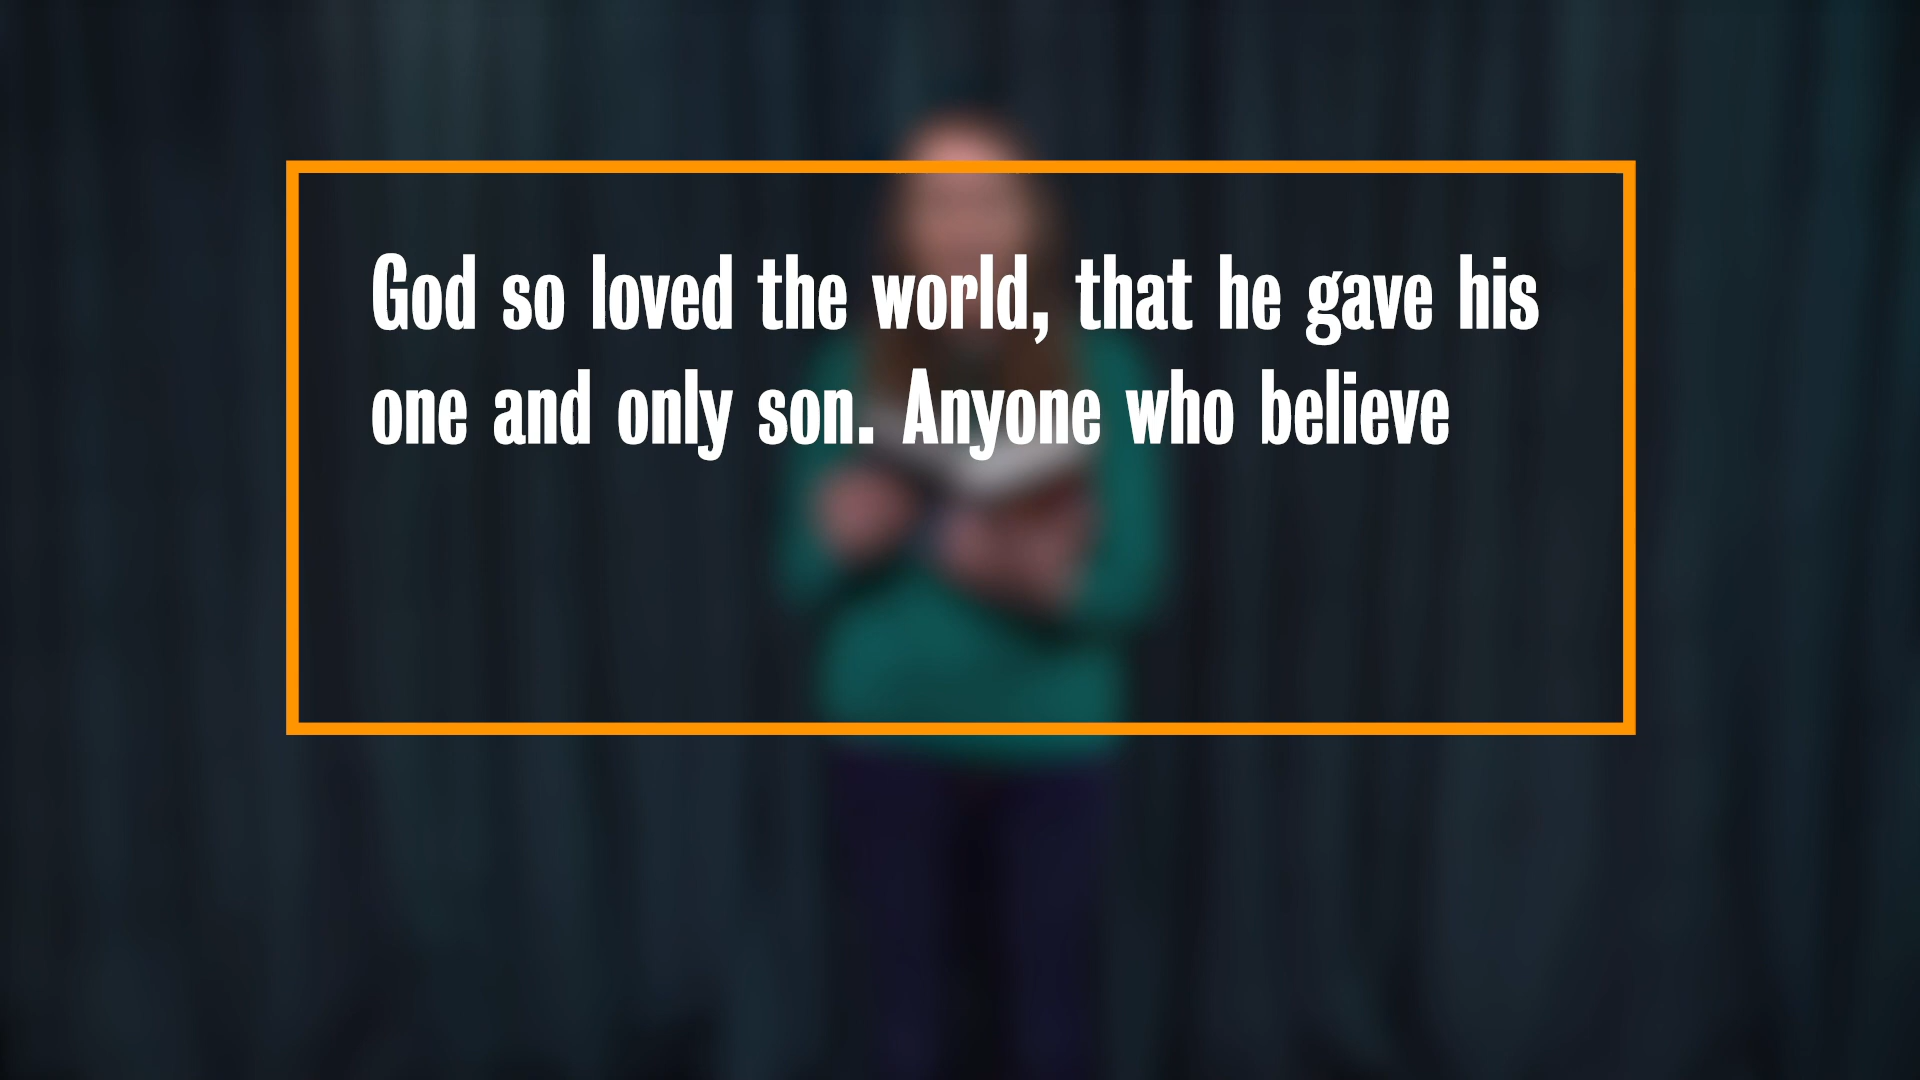 God so loved the world, that he gave his
one and only son. Anyone who believe